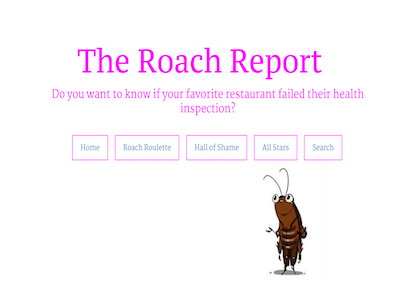 The Roach Report
Do you want to know if your favorite restaurant failed their health
inspection?
Home Roach Roulette Hall of Shame All Stars Search